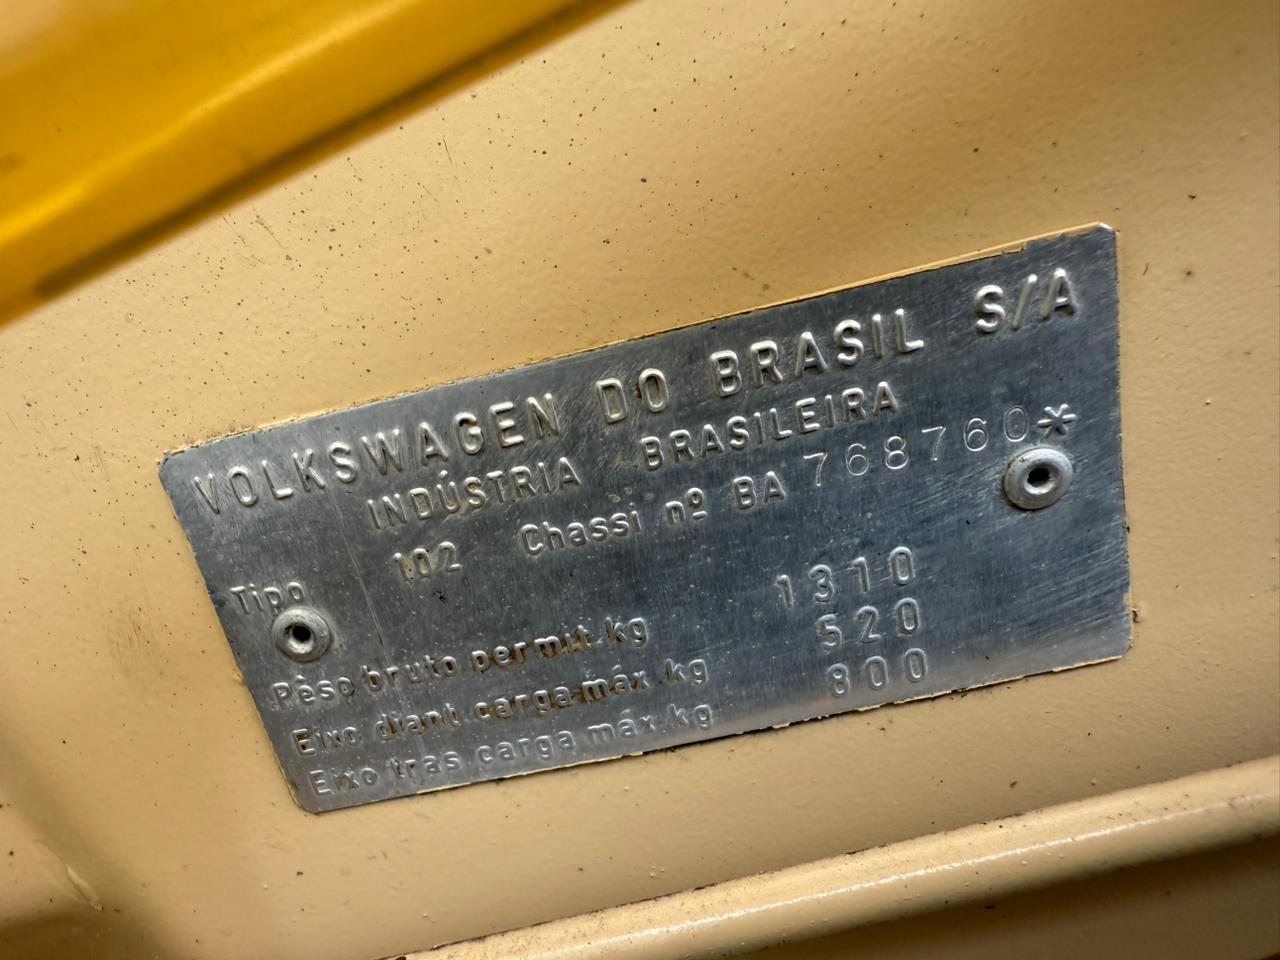 VOLKSWAGEN DO BRASIL S/A
INDÚSTRIA BRASILEIRA
Tipo 102 Chassi nº BA 768760*
Pêso bruto permit kg 1310
Eixo diant carga máx. kg 520
Eixo tras carga máx. kg 800